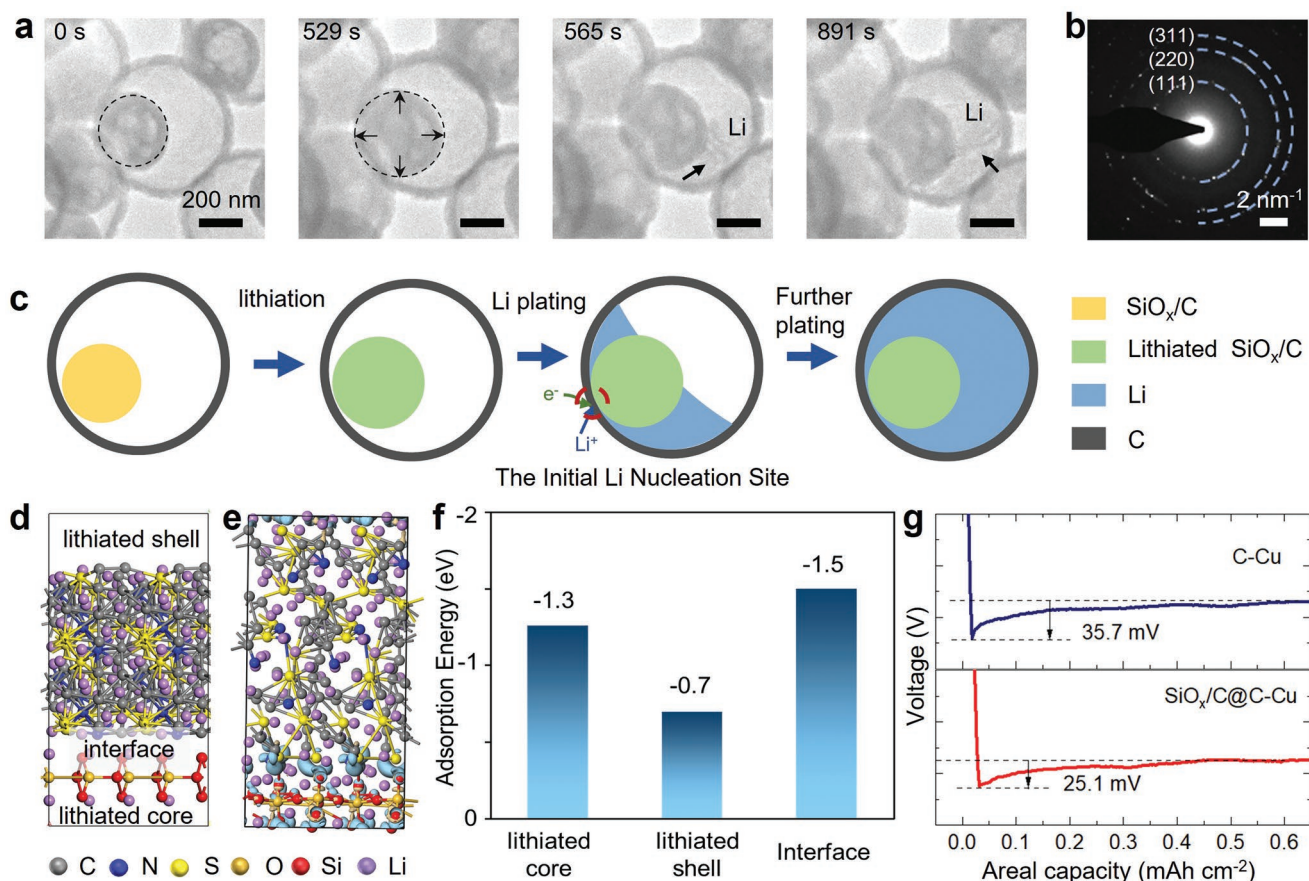 a
0 s
529 s
565 s
891 s
Li
Li
200 nm
b
(311)
(220)
(111)
2 nm⁻¹
c
lithiation
Li plating
Further
plating
e⁻
Li⁺
The Initial Li Nucleation Site
SiOₓ/C
Lithiated SiOₓ/C
Li
C
d
lithiated shell
interface
lithiated core
e
C N S O Si Li
f
Adsorption Energy (eV)
-2
-1
0
-1.3
-0.7
-1.5
lithiated
core
lithiated
shell
Interface
g
Voltage (V)
C-Cu
35.7 mV
SiOₓ/C@C-Cu
25.1 mV
0.0 0.1 0.2 0.3 0.4 0.5 0.6
Areal capacity (mAh cm⁻²)